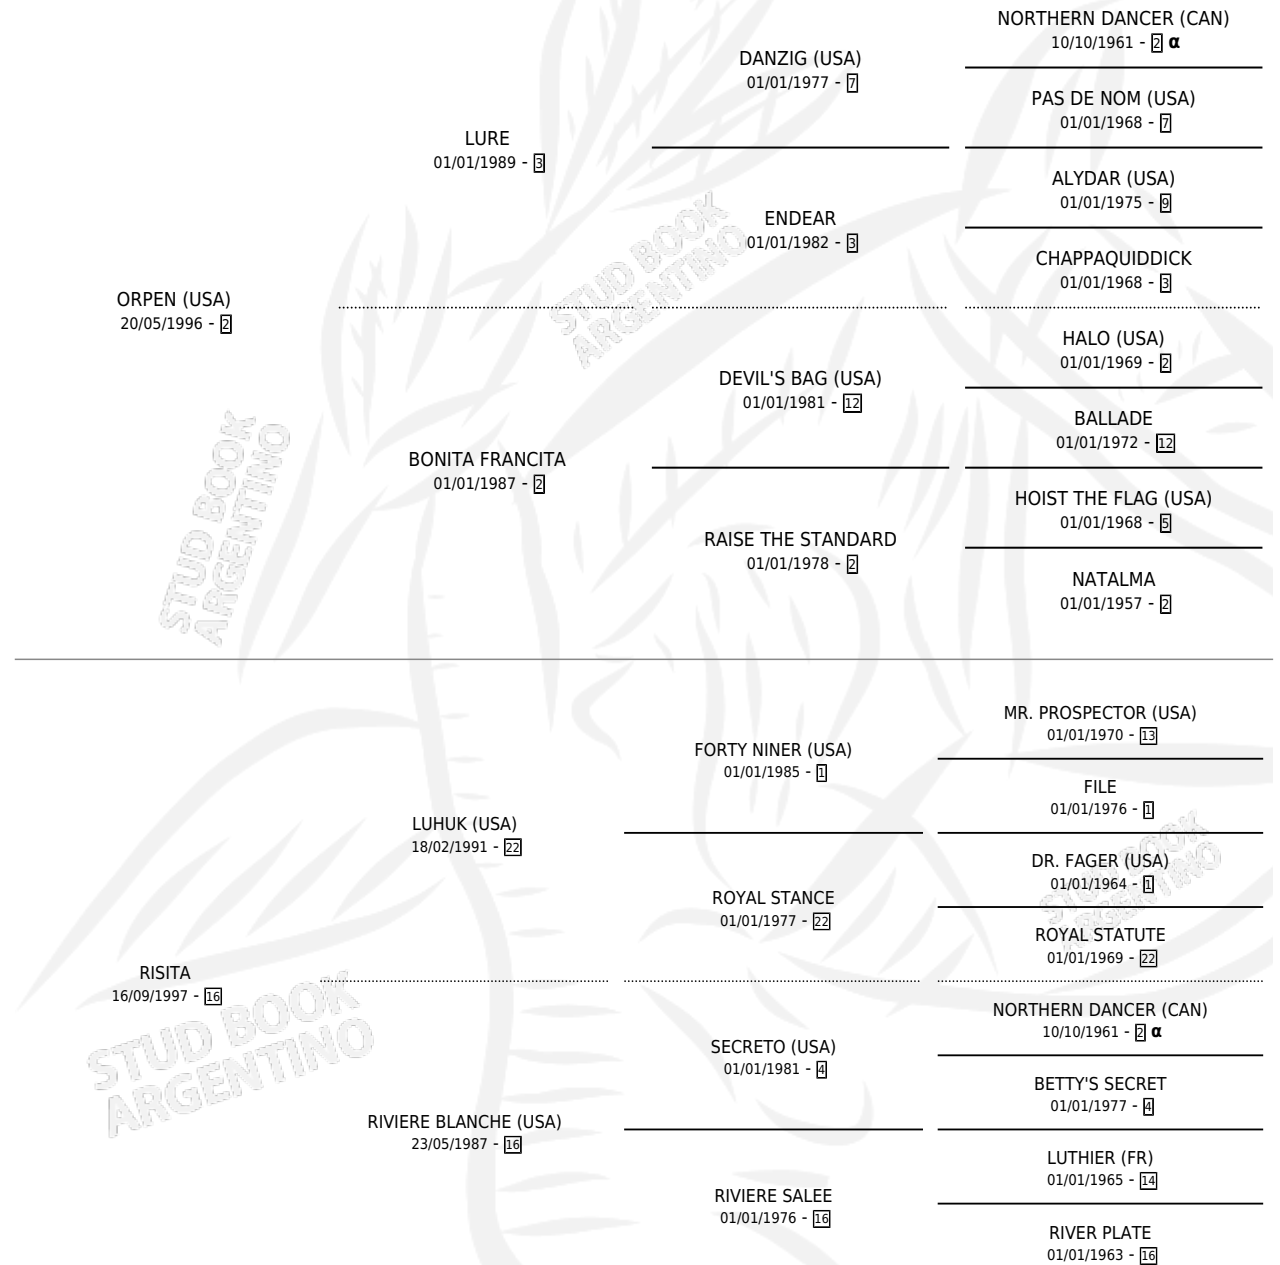 NORTHERN DANCER (CAN)
10/10/1961 - 2 α
DANZIG (USA)
01/01/1977 - 7
PAS DE NOM (USA)
01/01/1968 - 7
LURE
01/01/1989 - 3
ALYDAR (USA)
01/01/1975 - 9
ENDEAR
01/01/1982 - 3
CHAPPAQUIDDICK
01/01/1968 - 3
STUD BOOK
ARGENTINO
ORPEN (USA)
20/05/1996 - 2
HALO (USA)
01/01/1969 - 2
DEVIL'S BAG (USA)
01/01/1981 - 12
BALLADE
01/01/1972 - 12
BONITA FRANCITA
01/01/1987 - 2
HOIST THE FLAG (USA)
01/01/1968 - 5
RAISE THE STANDARD
01/01/1978 - 2
NATALMA
01/01/1957 - 2
STUD BOOK
ARGENTINO
MR. PROSPECTOR (USA)
01/01/1970 - 13
FORTY NINER (USA)
01/01/1985 - 1
FILE
01/01/1976 - 1
LUHUK (USA)
18/02/1991 - 22
DR. FAGER (USA)
01/01/1964 - 1
STUD BOOK
ARGENTINO
ROYAL STANCE
01/01/1977 - 22
ROYAL STATUTE
01/01/1969 - 22
RISITA
16/09/1997 - 16
NORTHERN DANCER (CAN)
10/10/1961 - 2 α
SECRETO (USA)
01/01/1981 - 4
BETTY'S SECRET
01/01/1977 - 4
STUD BOOK
ARGENTINO
RIVIERE BLANCHE (USA)
23/05/1987 - 16
LUTHIER (FR)
01/01/1965 - 14
RIVIERE SALEE
01/01/1976 - 16
RIVER PLATE
01/01/1963 - 16